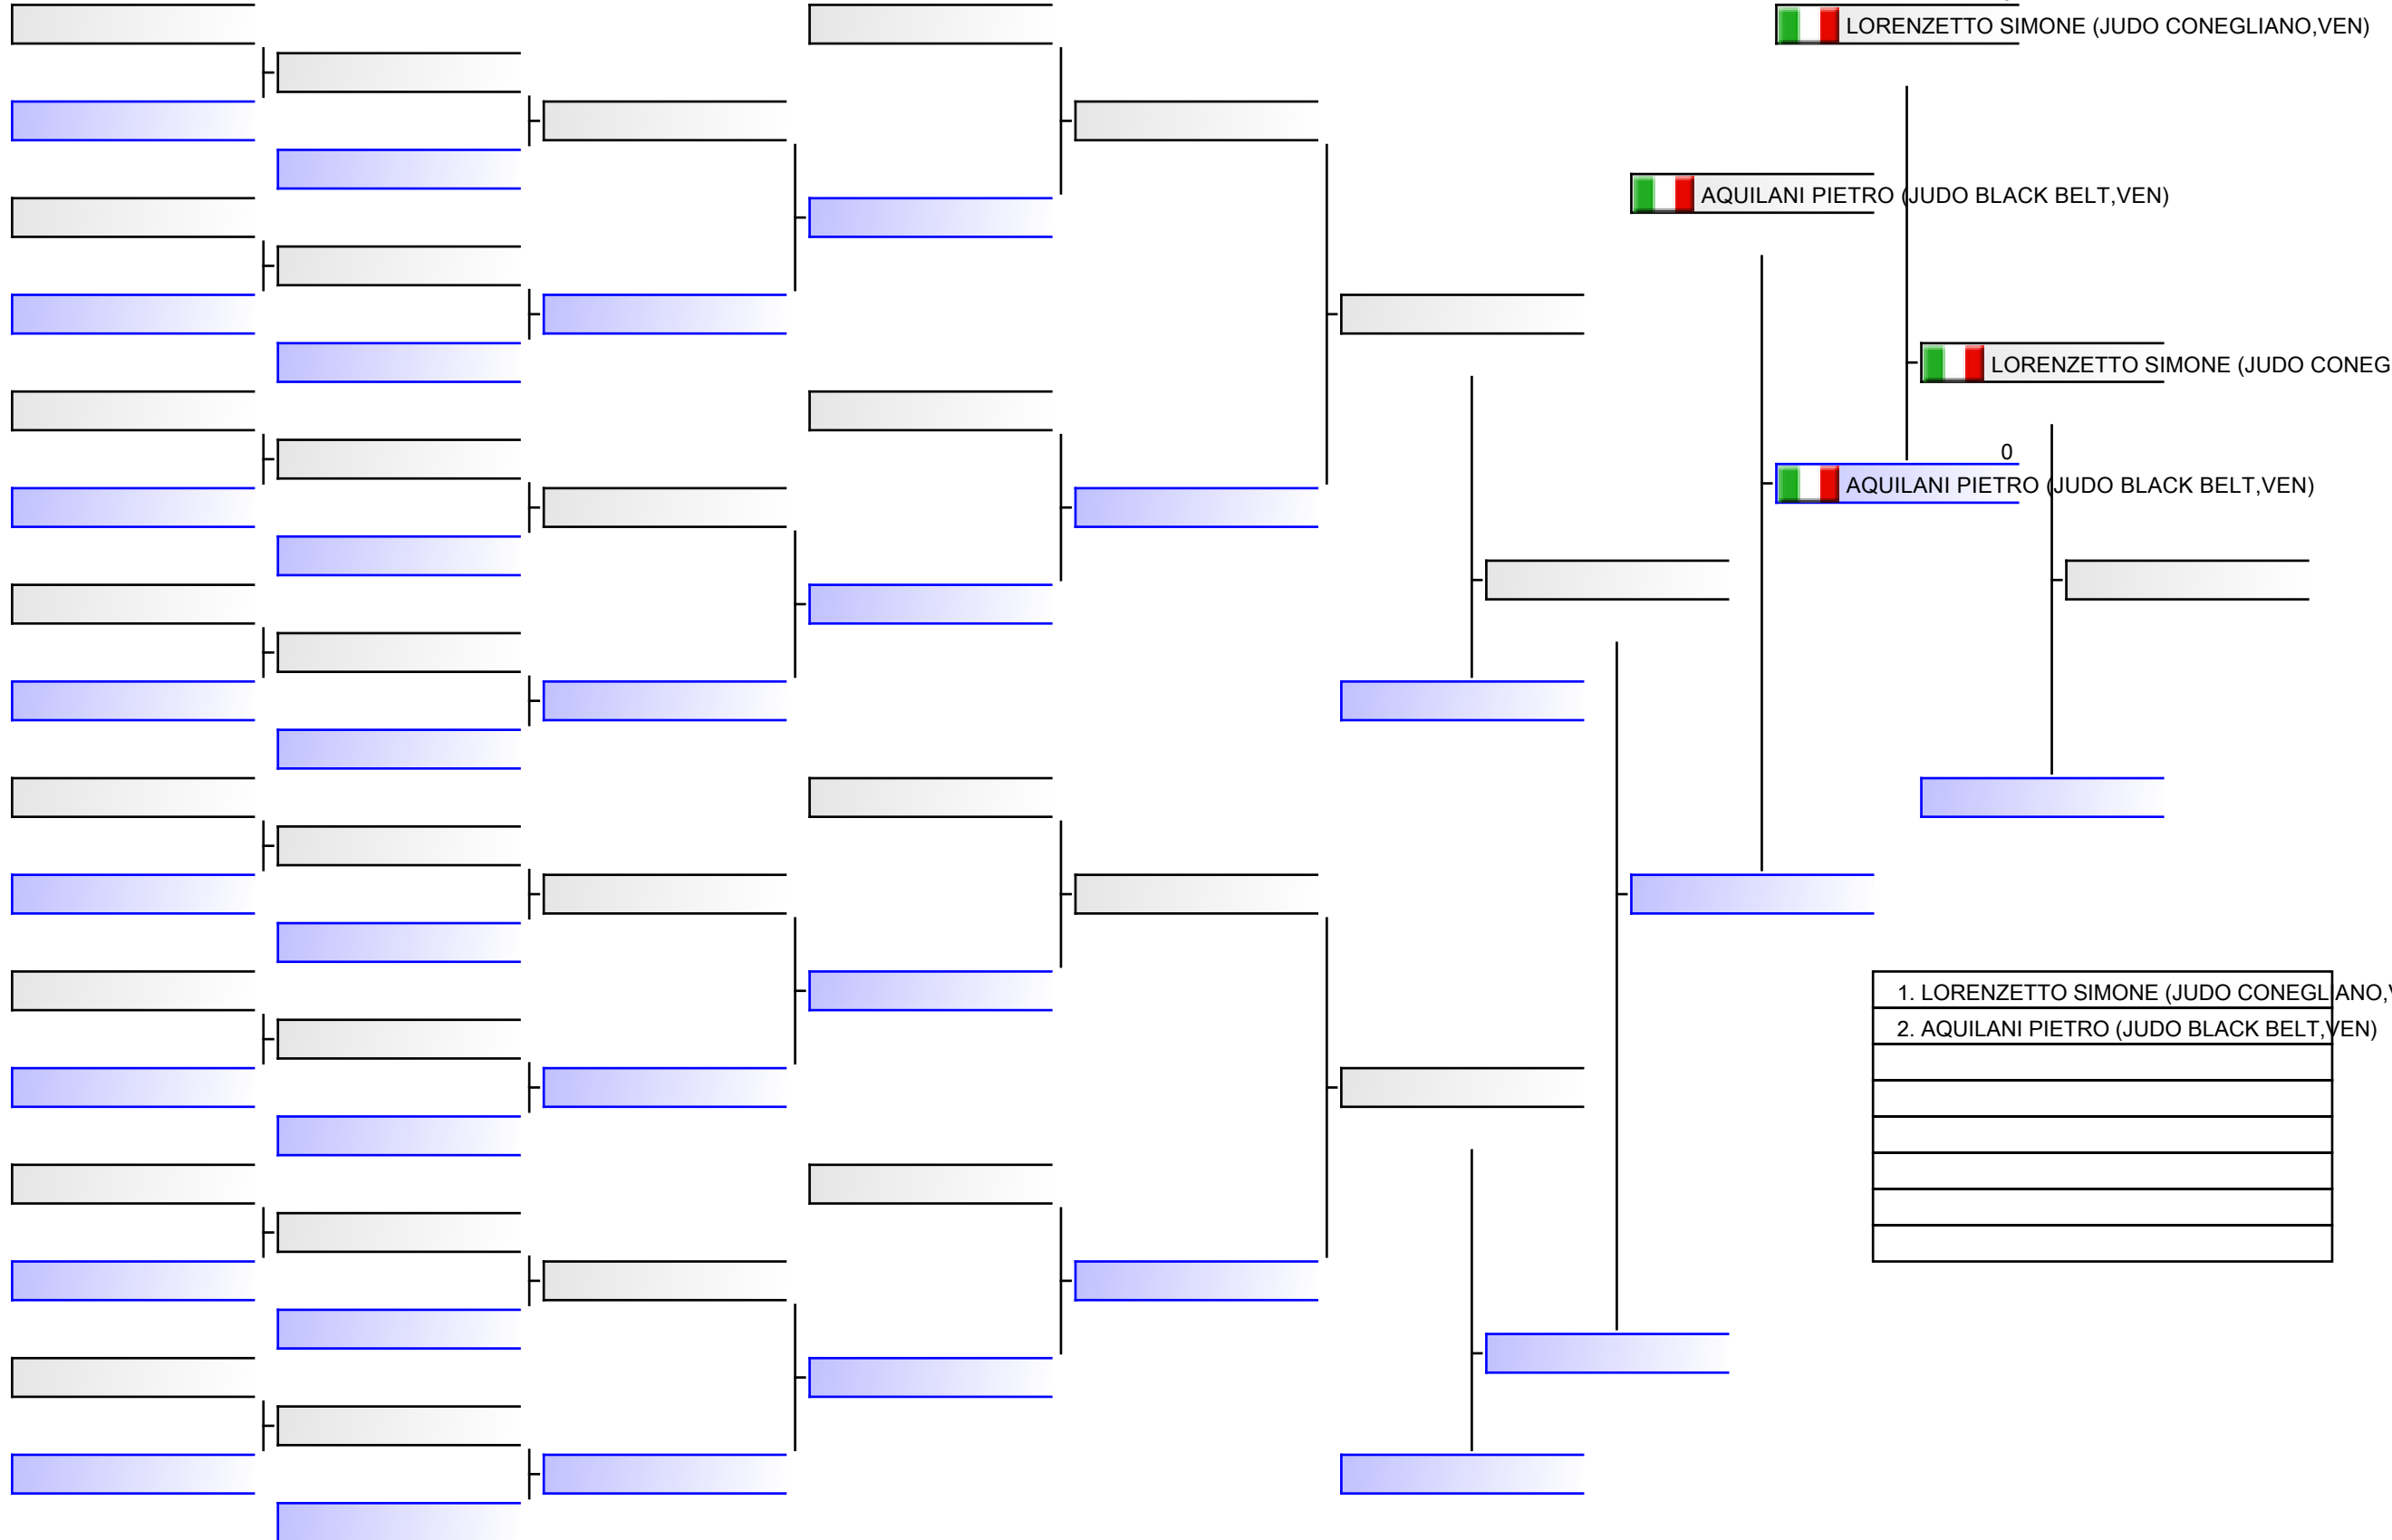 LORENZETTO SIMONE (JUDO CONEGLIANO,VEN)
AQUILANI PIETRO (JUDO BLACK BELT,VEN)
LORENZETTO SIMONE (JUDO CONEG
0
AQUILANI PIETRO (JUDO BLACK BELT,VEN)
1. LORENZETTO SIMONE (JUDO CONEGLIANO,
2. AQUILANI PIETRO (JUDO BLACK BELT,VEN)